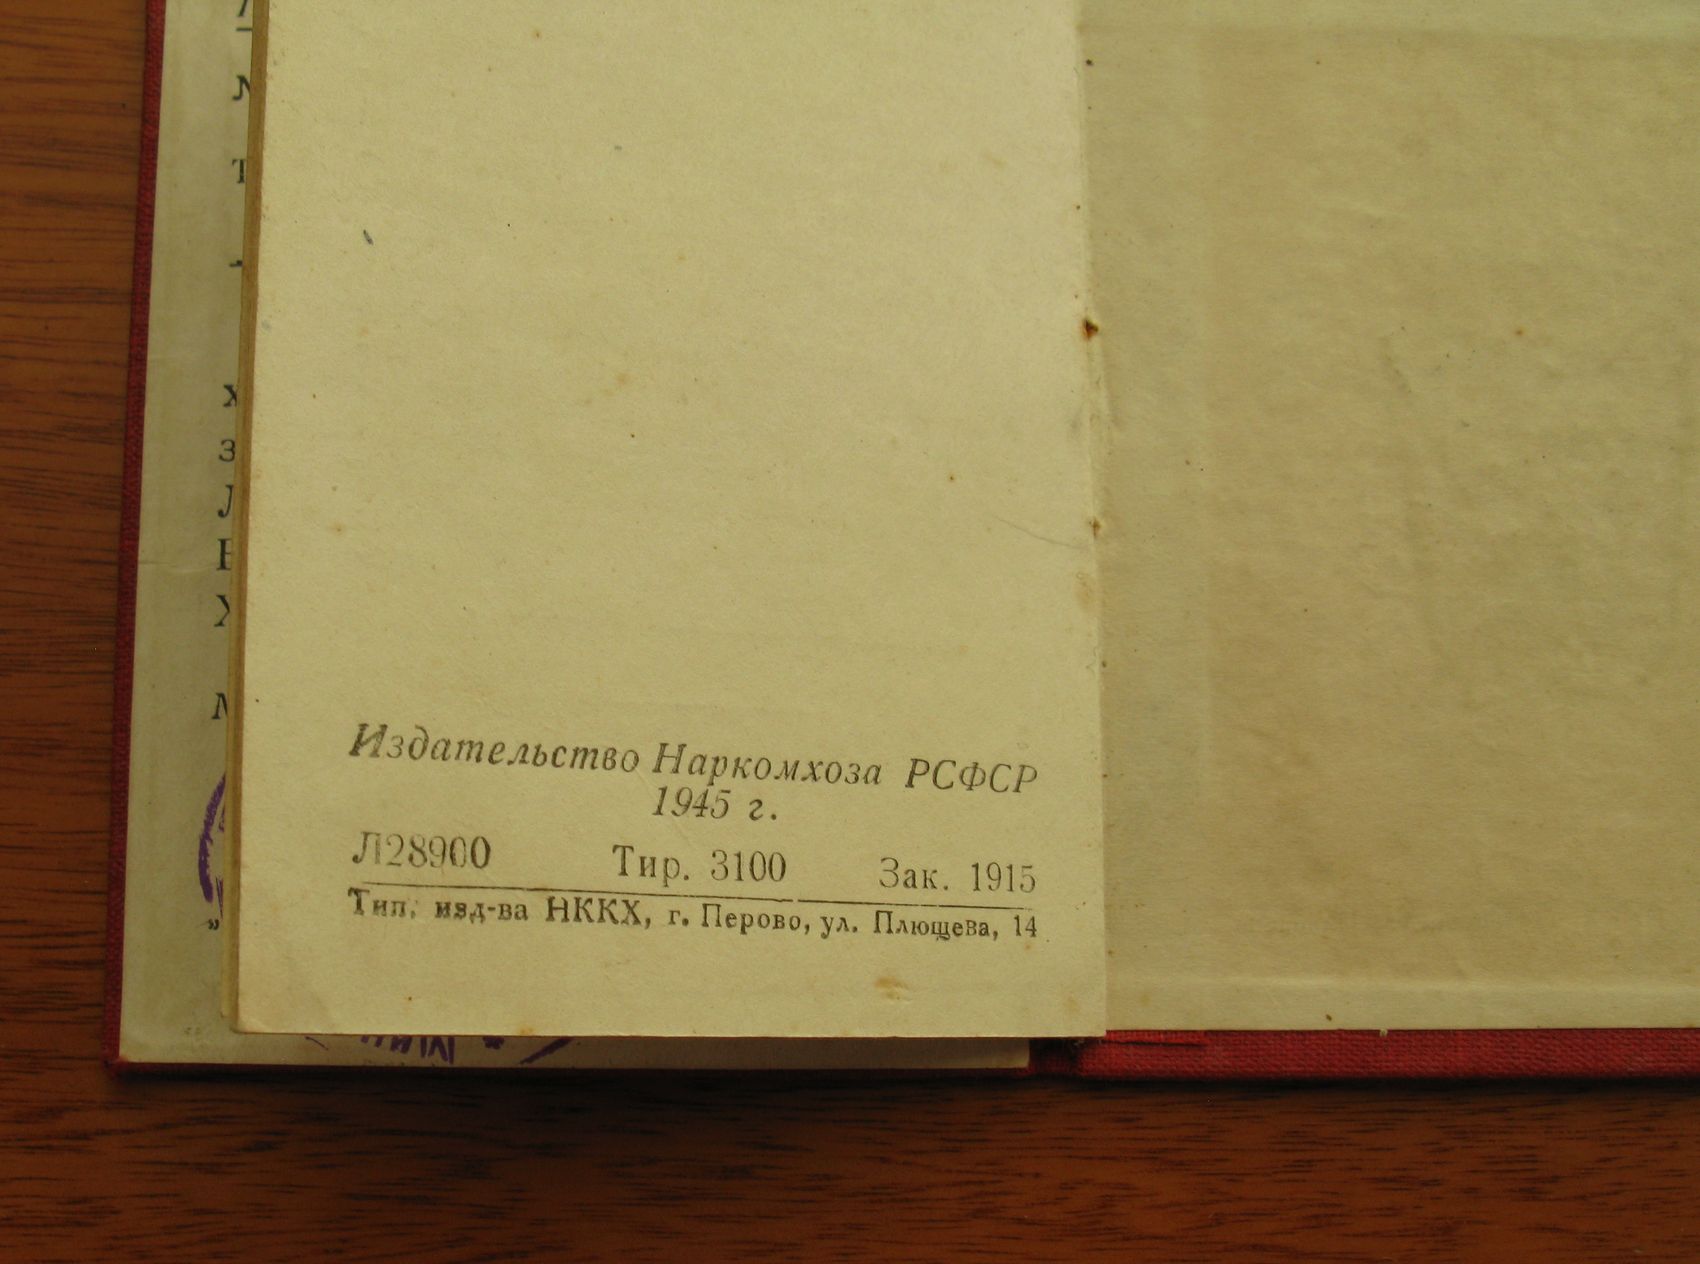 Издательство Наркомхоза РСФСР
1945 г.
Л28900 Тир. 3100 Зак. 1915
Тип. изд-ва НККХ, г. Перово, ул. Плющева, 14